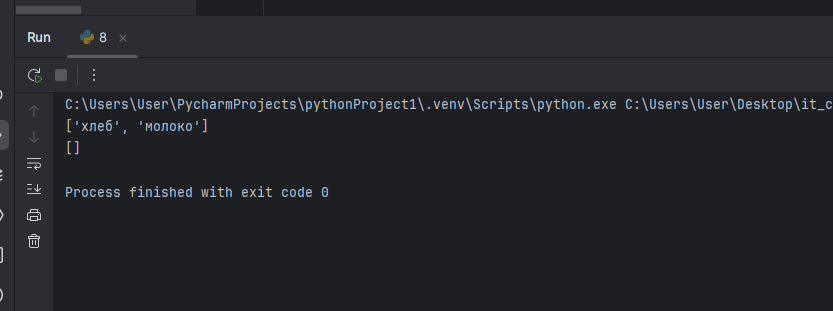 Run 8
C:\Users\User\PycharmProjects\pythonProject1\.venv\Scripts\python.exe C:\Users\User\Desktop\it_c
['хлеб', 'молоко']
[]
Process finished with exit code 0